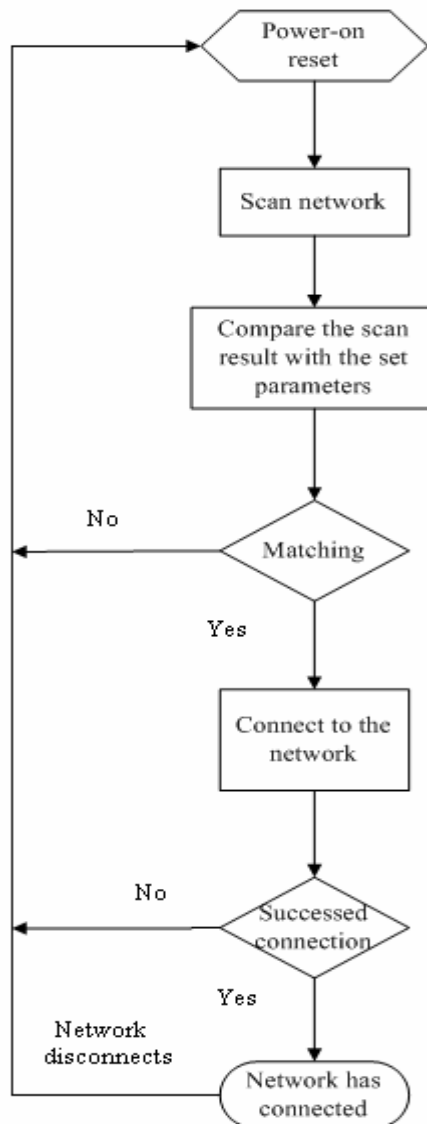 Power-on
reset
Scan network
Compare the scan
result with the set
parameters
No
Matching
Yes
Connect to the
network
No
Successed
connection
Yes
Network
disconnects
Network has
connected